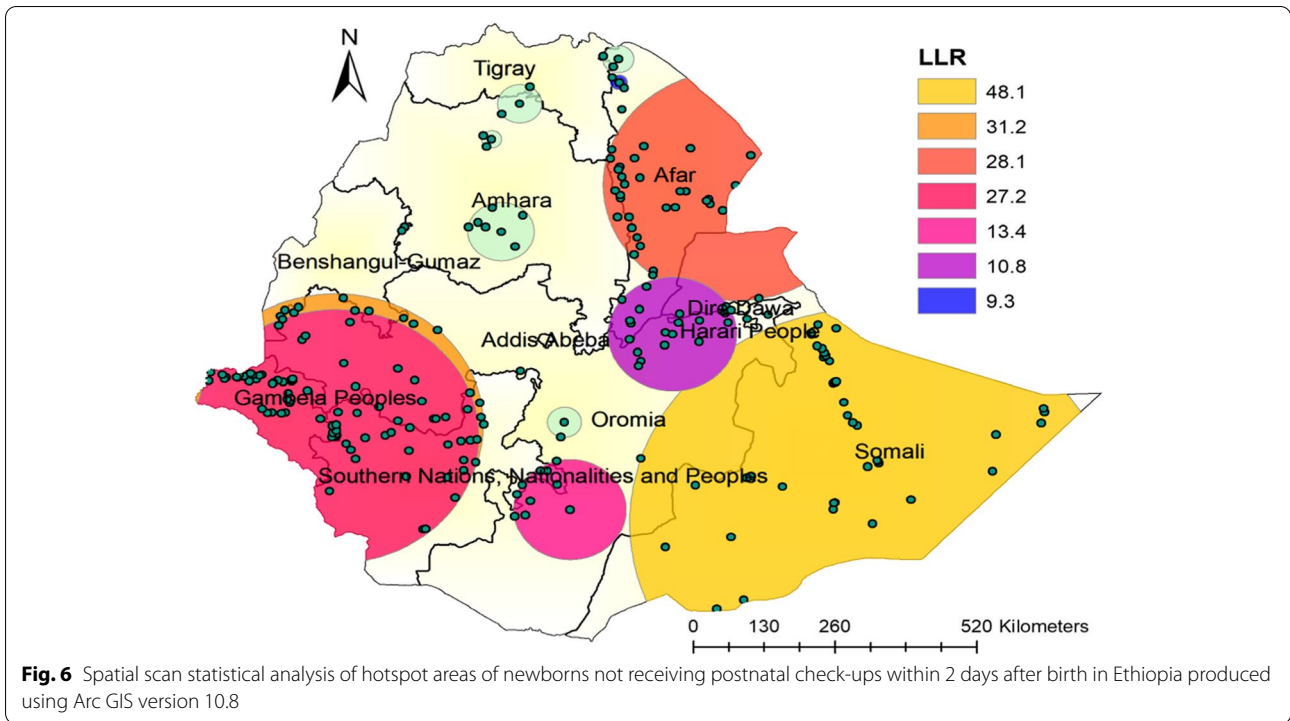 N
LLR
48.1
31.2
28.1
27.2
13.4
10.8
9.3
Tigray
Afar
Amhara
Benshangul-Gumaz
Dire Dawa
Addis Abeba
Harari People
Gambela Peoples
Oromia
Somali
Southern Nations, Nationalities and Peoples
0 130 260 520 Kilometers
Fig. 6 Spatial scan statistical analysis of hotspot areas of newborns not receiving postnatal check-ups within 2 days after birth in Ethiopia produced
using Arc GIS version 10.8